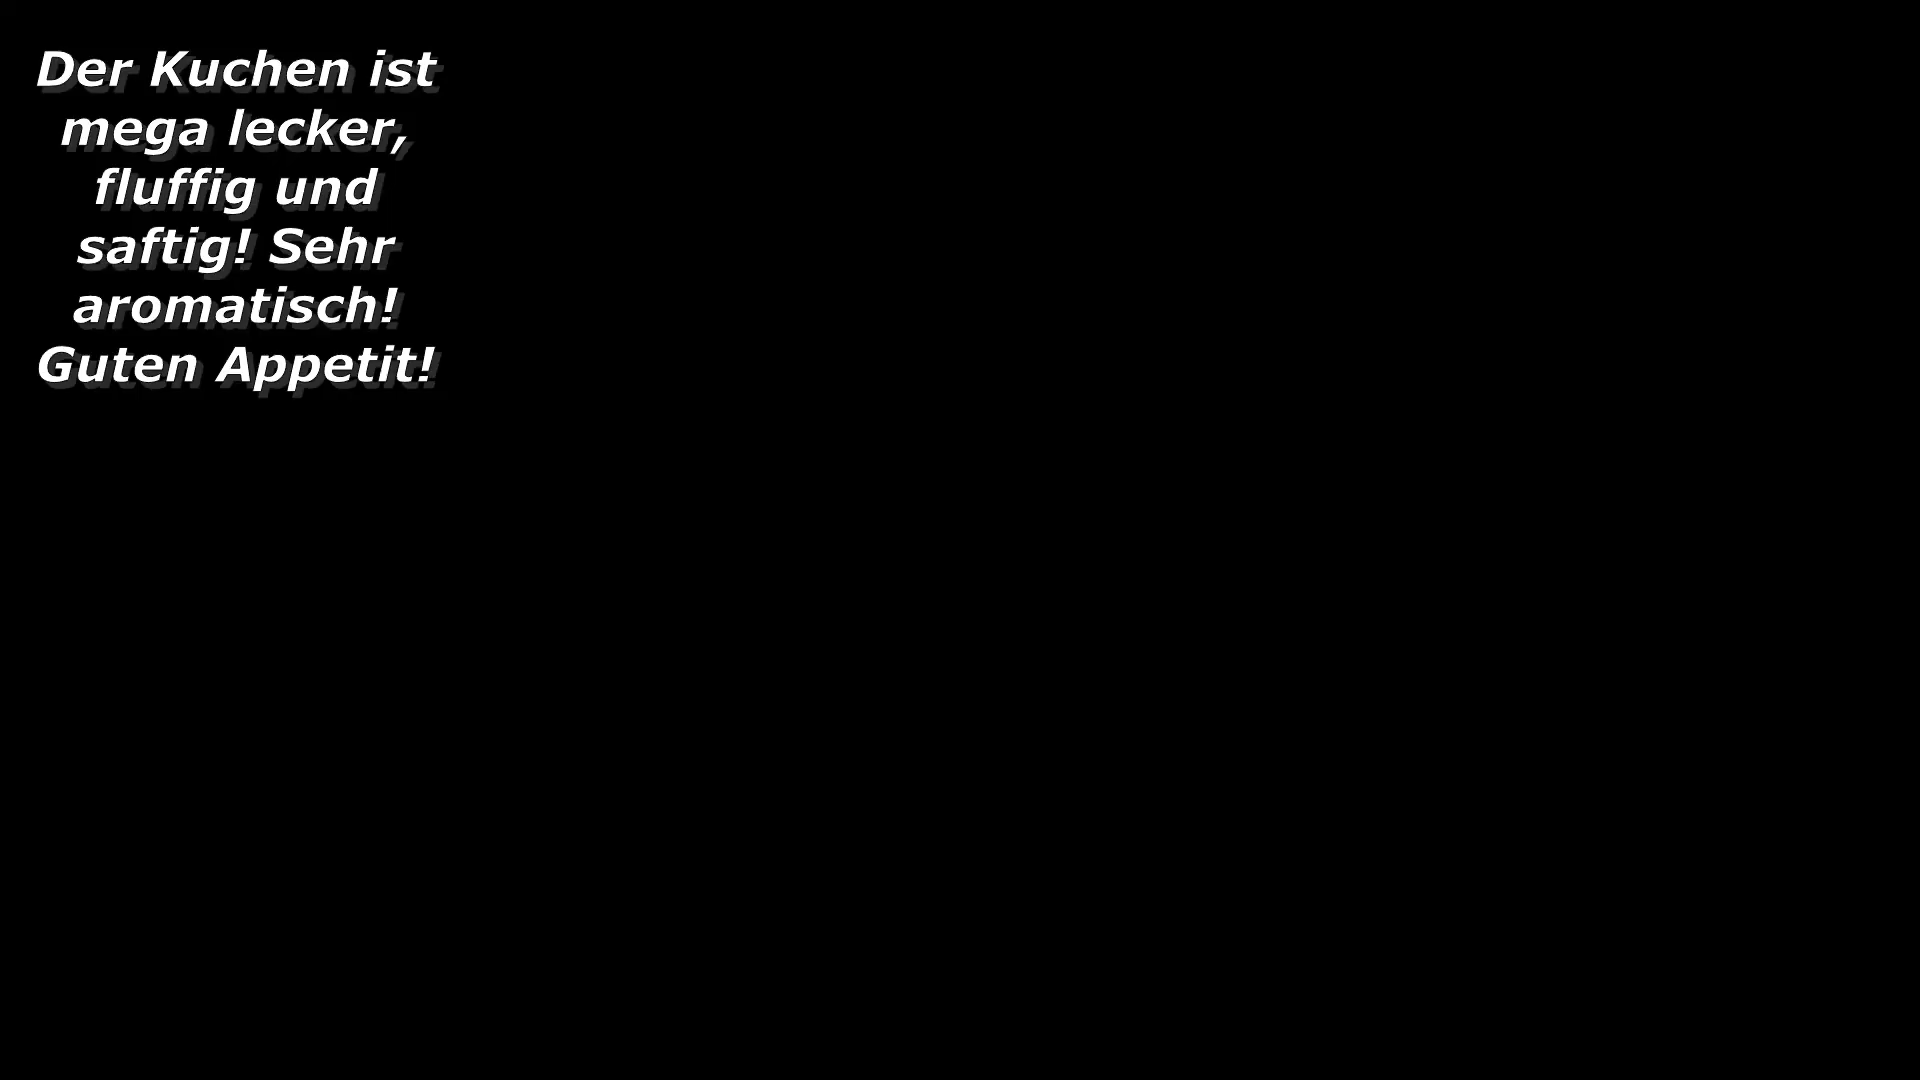 Der Kuchen ist
mega lecker,
fluffig und
saftig! Sehr
aromatisch!
Guten Appetit!